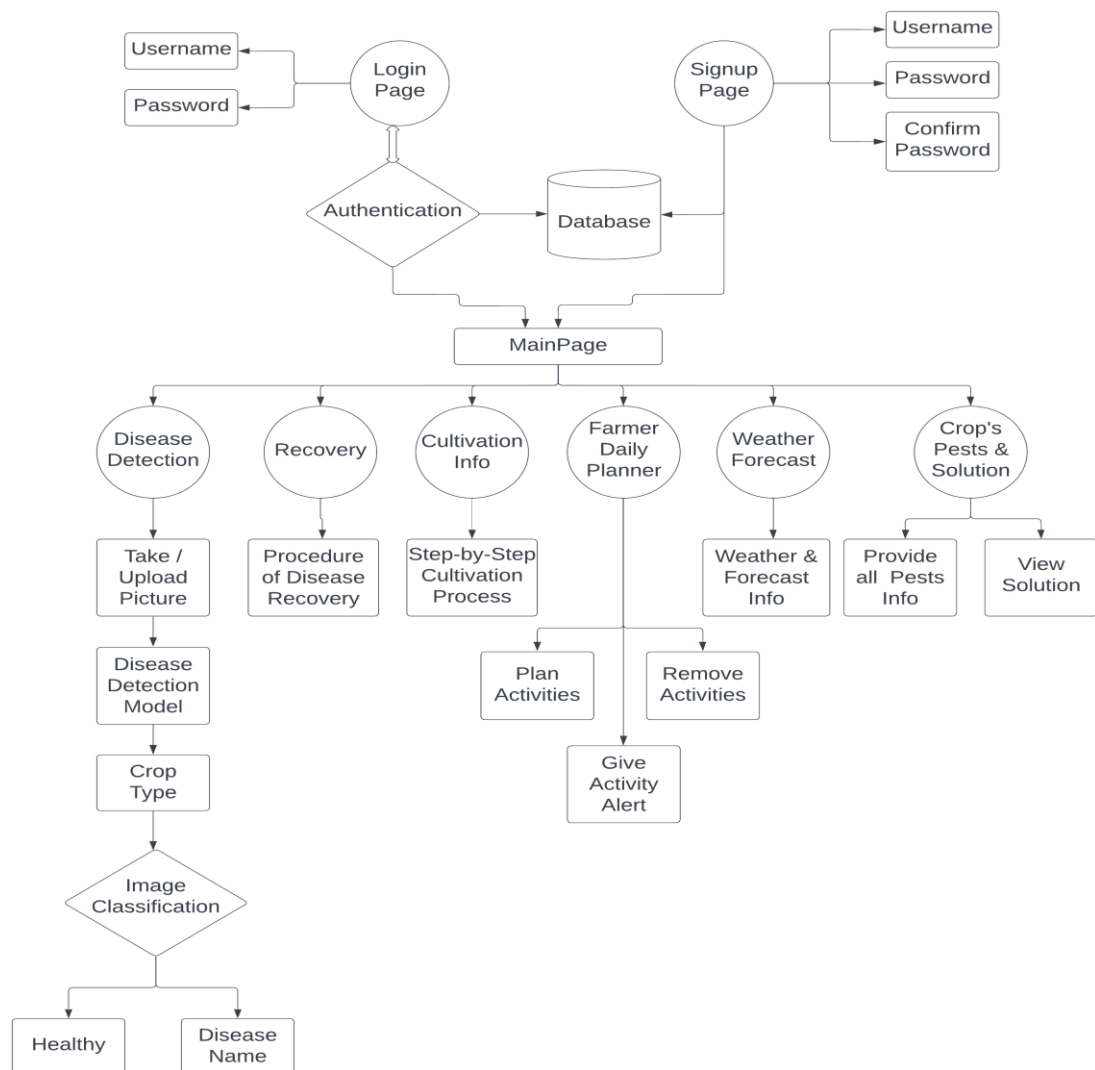 Username
Password
Login
Page
Signup
Page
Username
Password
Confirm
Password
Authentication
Database
MainPage
Disease
Detection
Recovery
Cultivation
Info
Farmer
Daily
Planner
Weather
Forecast
Crop's
Pests &
Solution
Take /
Upload
Picture
Procedure
of Disease
Recovery
Step-by-Step
Cultivation
Process
Weather &
Forecast
Info
Provide
all Pests
Info
View
Solution
Disease
Detection
Model
Plan
Activities
Remove
Activities
Crop
Type
Give
Activity
Alert
Image
Classification
Healthy
Disease
Name